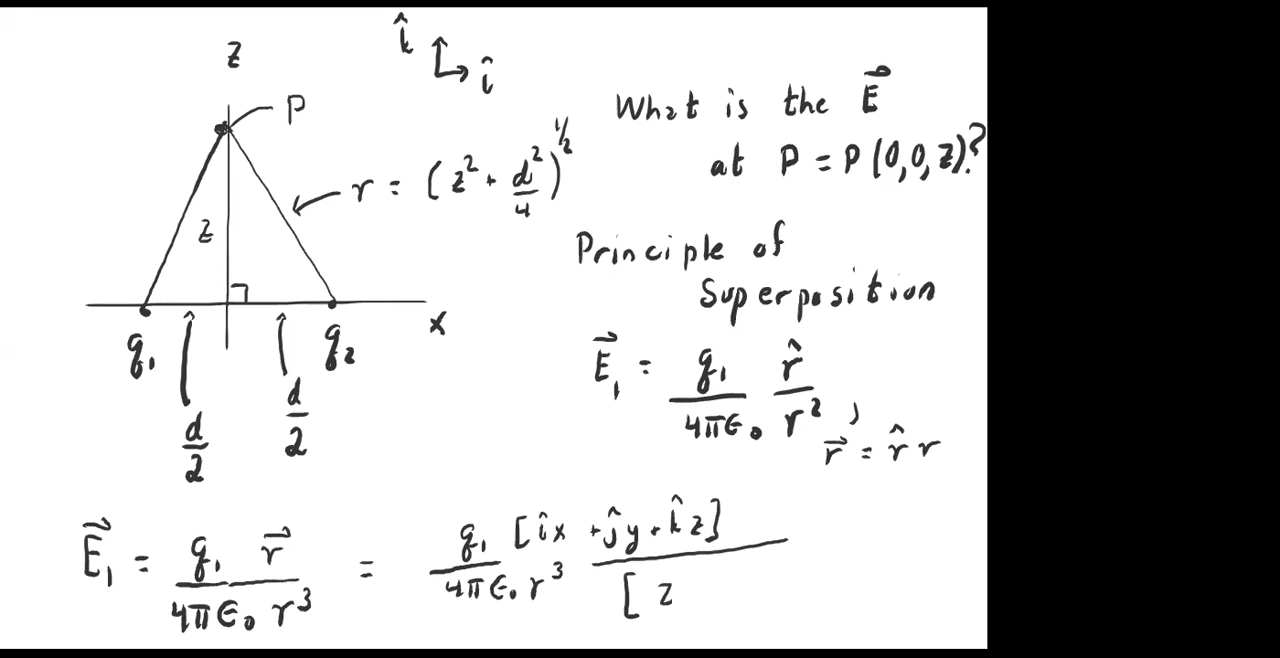 z
k̂
î
P
r = (z² + d²/4)^1/2
z
x
q₁
q₂
d/2
d/2
What is the E⃗
at P = P(0,0,z)?
Principle of
Superposition
E⃗₁ = q₁/4πϵ₀ r̂/r² ,
r⃗ = r̂ r
E⃗₁ = q₁ r⃗ / 4πϵ₀ r³ = q₁/4πϵ₀ r³ [îx + ĵy + k̂z] / [ z